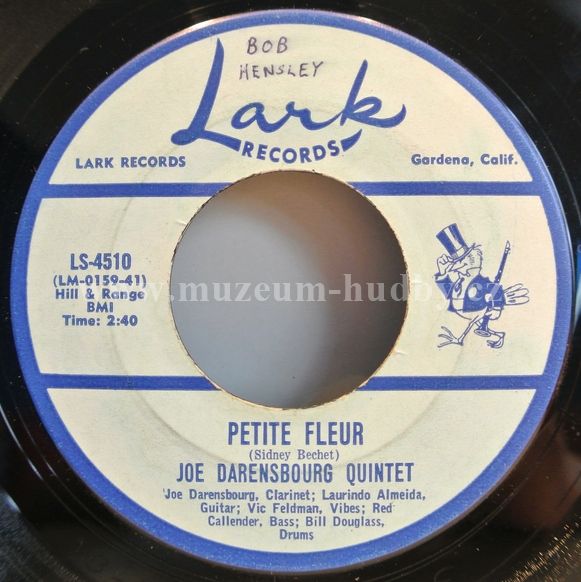 BOB
HENSLEY
Lark
RECORDS
LARK RECORDS
Gardena, Calif.
LS-4510
(LM-0159-41)
Hill & Range
BMI
Time: 2:40
www.muzeum-hudby.cz
PETITE FLEUR
(Sidney Bechet)
JOE DARENSBOURG QUINTET
Joe Darensbourg, Clarinet; Laurindo Almeida,
Guitar; Vic Feldman, Vibes; Red
Callender, Bass; Bill Douglass,
Drums